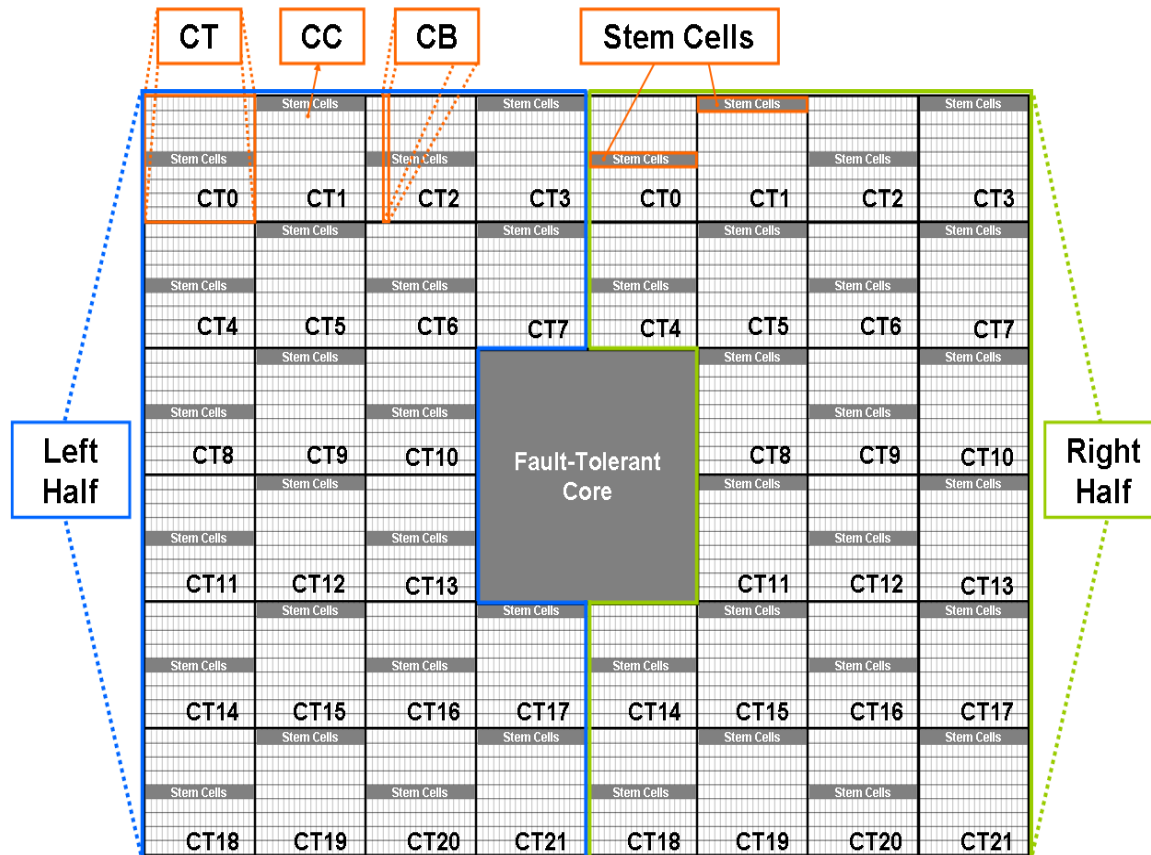 CT CC CB Stem Cells
Stem Cells Stem Cells Stem Cells Stem Cells
Stem Cells Stem Cells Stem Cells Stem Cells
CT0 CT1 CT2 CT3 CT0 CT1 CT2 CT3
Stem Cells Stem Cells Stem Cells Stem Cells
Stem Cells Stem Cells Stem Cells Stem Cells
CT4 CT5 CT6 CT7 CT4 CT5 CT6 CT7
Stem Cells Stem Cells Stem Cells
Stem Cells Stem Cells Stem Cells
CT8 CT9 CT10 CT8 CT9 CT10
Left
Half
Fault-Tolerant
Core
Right
Half
Stem Cells Stem Cells Stem Cells
Stem Cells Stem Cells Stem Cells
CT11 CT12 CT13 CT11 CT12 CT13
Stem Cells Stem Cells Stem Cells Stem Cells
Stem Cells Stem Cells Stem Cells Stem Cells
CT14 CT15 CT16 CT17 CT14 CT15 CT16 CT17
Stem Cells Stem Cells Stem Cells Stem Cells
Stem Cells Stem Cells Stem Cells Stem Cells
CT18 CT19 CT20 CT21 CT18 CT19 CT20 CT21